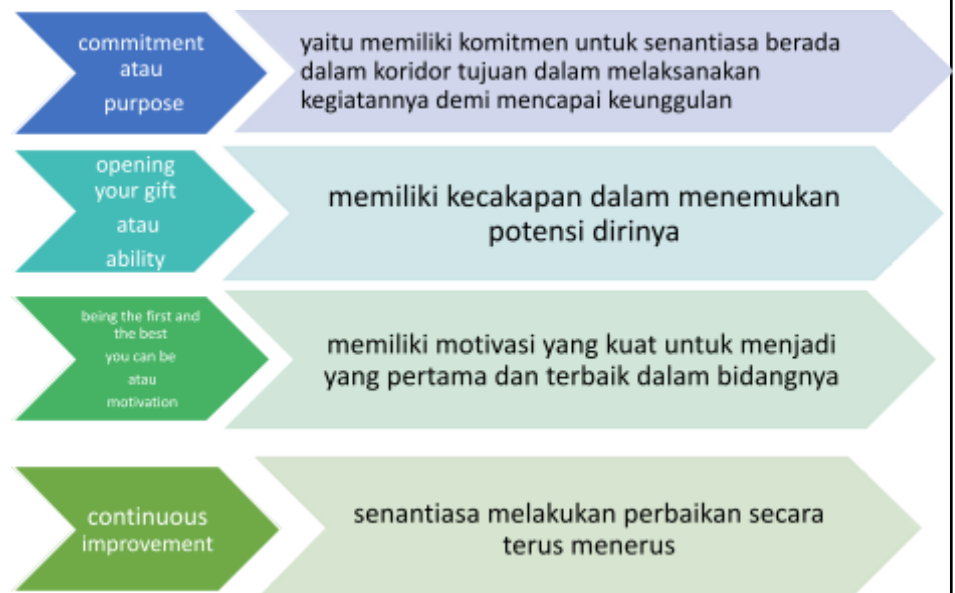 commitment
atau
purpose
yaitu memiliki komitmen untuk senantiasa berada
dalam koridor tujuan dalam melaksanakan
kegiatannya demi mencapai keunggulan
opening
your gift
atau
ability
memiliki kecakapan dalam menemukan
potensi dirinya
being the first and
the best
you can be
atau
motivation
memiliki motivasi yang kuat untuk menjadi
yang pertama dan terbaik dalam bidangnya
continuous
improvement
senantiasa melakukan perbaikan secara
terus menerus